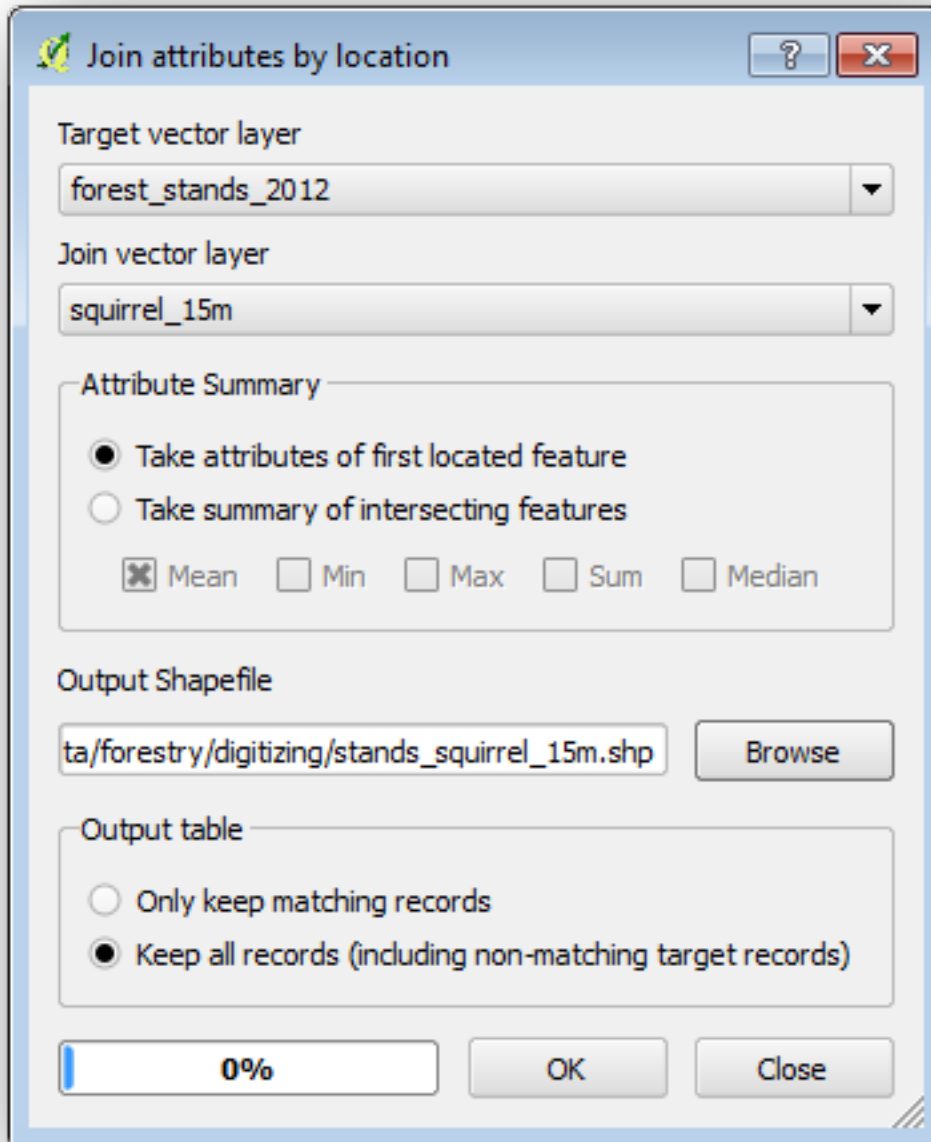 Join attributes by location
?
Target vector layer
forest_stands_2012
Join vector layer
squirrel_15m
Attribute Summary
Take attributes of first located feature
Take summary of intersecting features
Mean Min Max Sum Median
Output Shapefile
ta/forestry/digitizing/stands_squirrel_15m.shp Browse
Output table
Only keep matching records
Keep all records (including non-matching target records)
0% OK Close